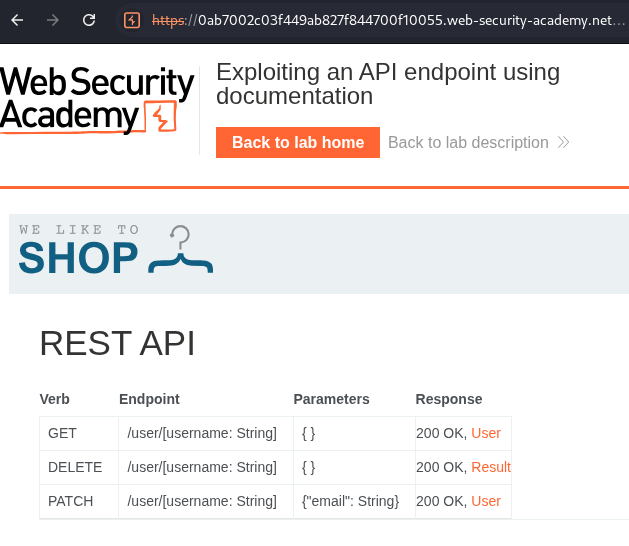 https://0ab7002c03f449ab827f844700f10055.web-security-academy.net...
Web Security
Academy
Exploiting an API endpoint using
documentation
Back to lab home
Back to lab description
WE LIKE TO
SHOP
REST API
Verb Endpoint Parameters Response
GET /user/[username: String] { } 200 OK, User
DELETE /user/[username: String] { } 200 OK, Result
PATCH /user/[username: String] {"email": String} 200 OK, User